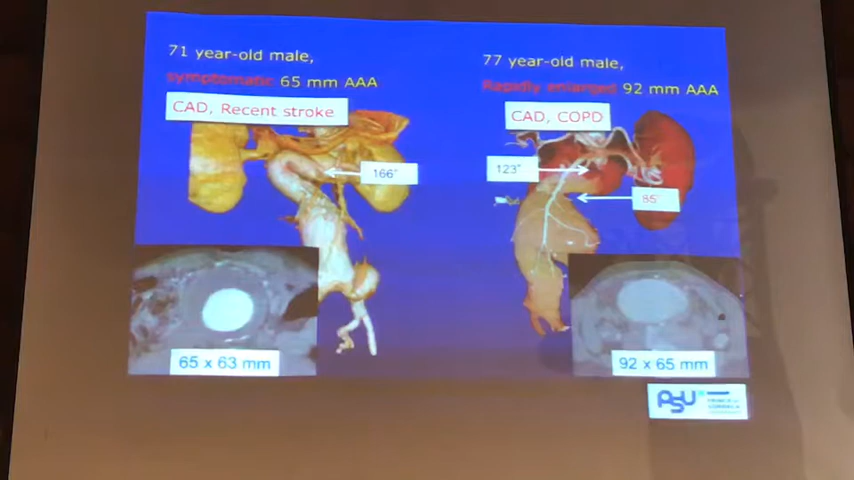 71 year-old male,
symptomatic 65 mm AAA
CAD, Recent stroke
166°
65 x 63 mm
77 year-old male,
Rapidly enlarged 92 mm AAA
CAD, COPD
123°
85°
92 x 65 mm
PSU